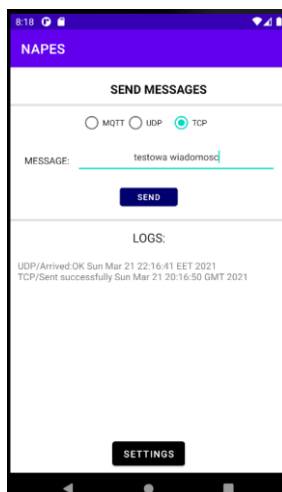 8:18
NAPES
SEND MESSAGES
MQTT UDP TCP
MESSAGE: testowa wiadomosc
SEND
LOGS:
UDP/Arrived:OK Sun Mar 21 22:16:41 EET 2021
TCP/Sent successfully Sun Mar 21 20:16:50 GMT 2021
SETTINGS